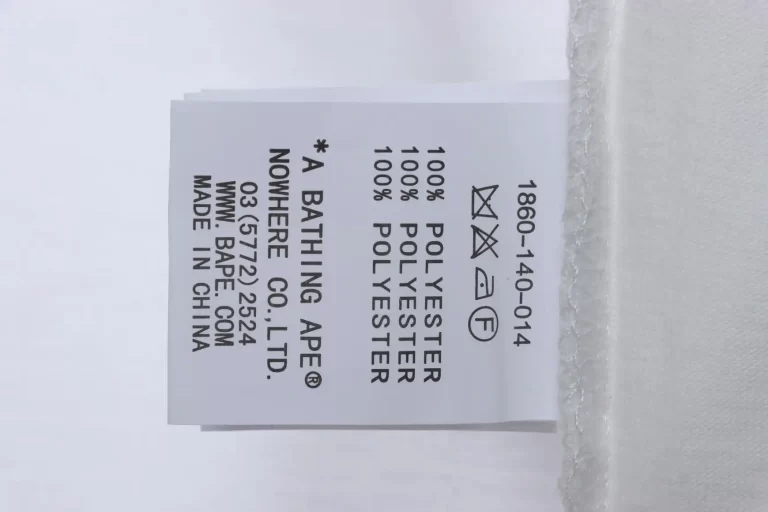 1860-140-014
F
100% POLYESTER
100% POLYESTER
100% POLYESTER
*A BATHING APE®
NOWHERE CO.,LTD.
03(5772)2524
WWW.BAPE.COM
MADE IN CHINA